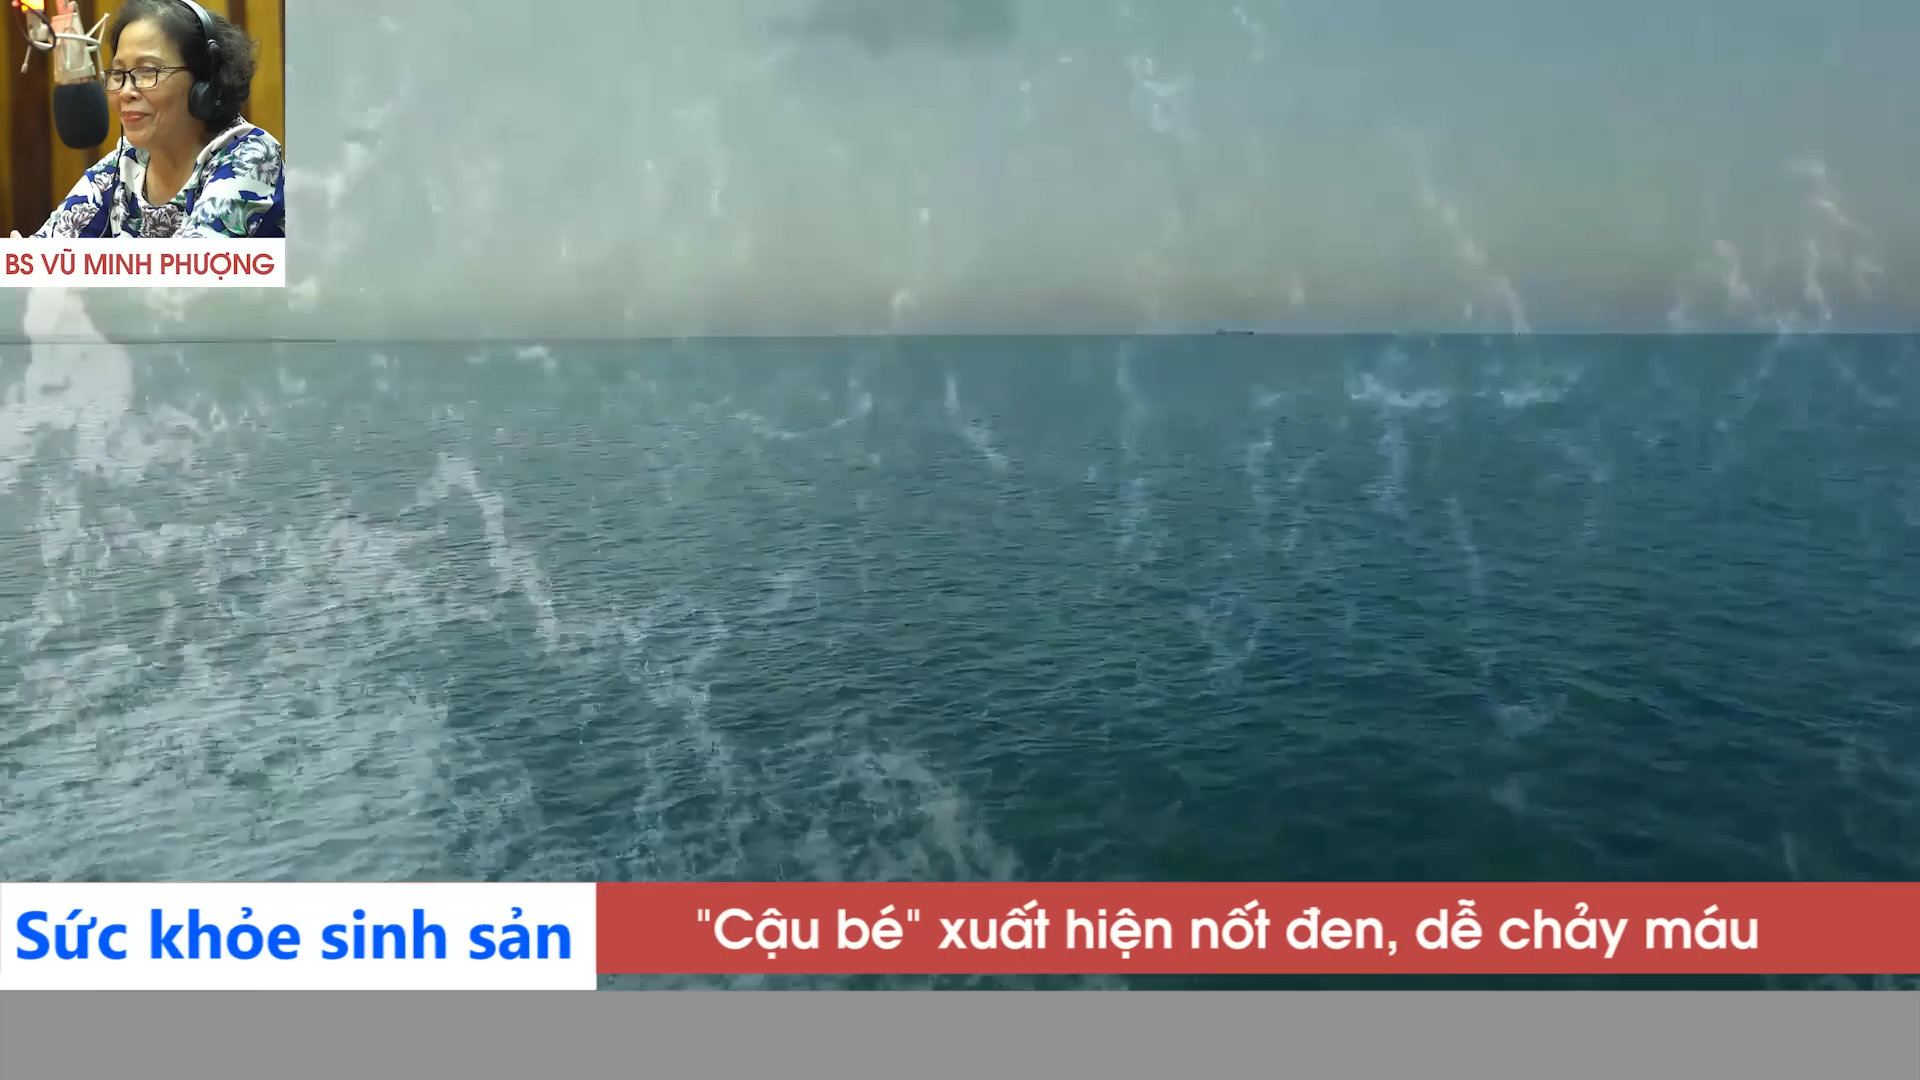 BS VŨ MINH PHƯỢNG
Sức khỏe sinh sản
"Cậu bé" xuất hiện nốt đen, dễ chảy máu